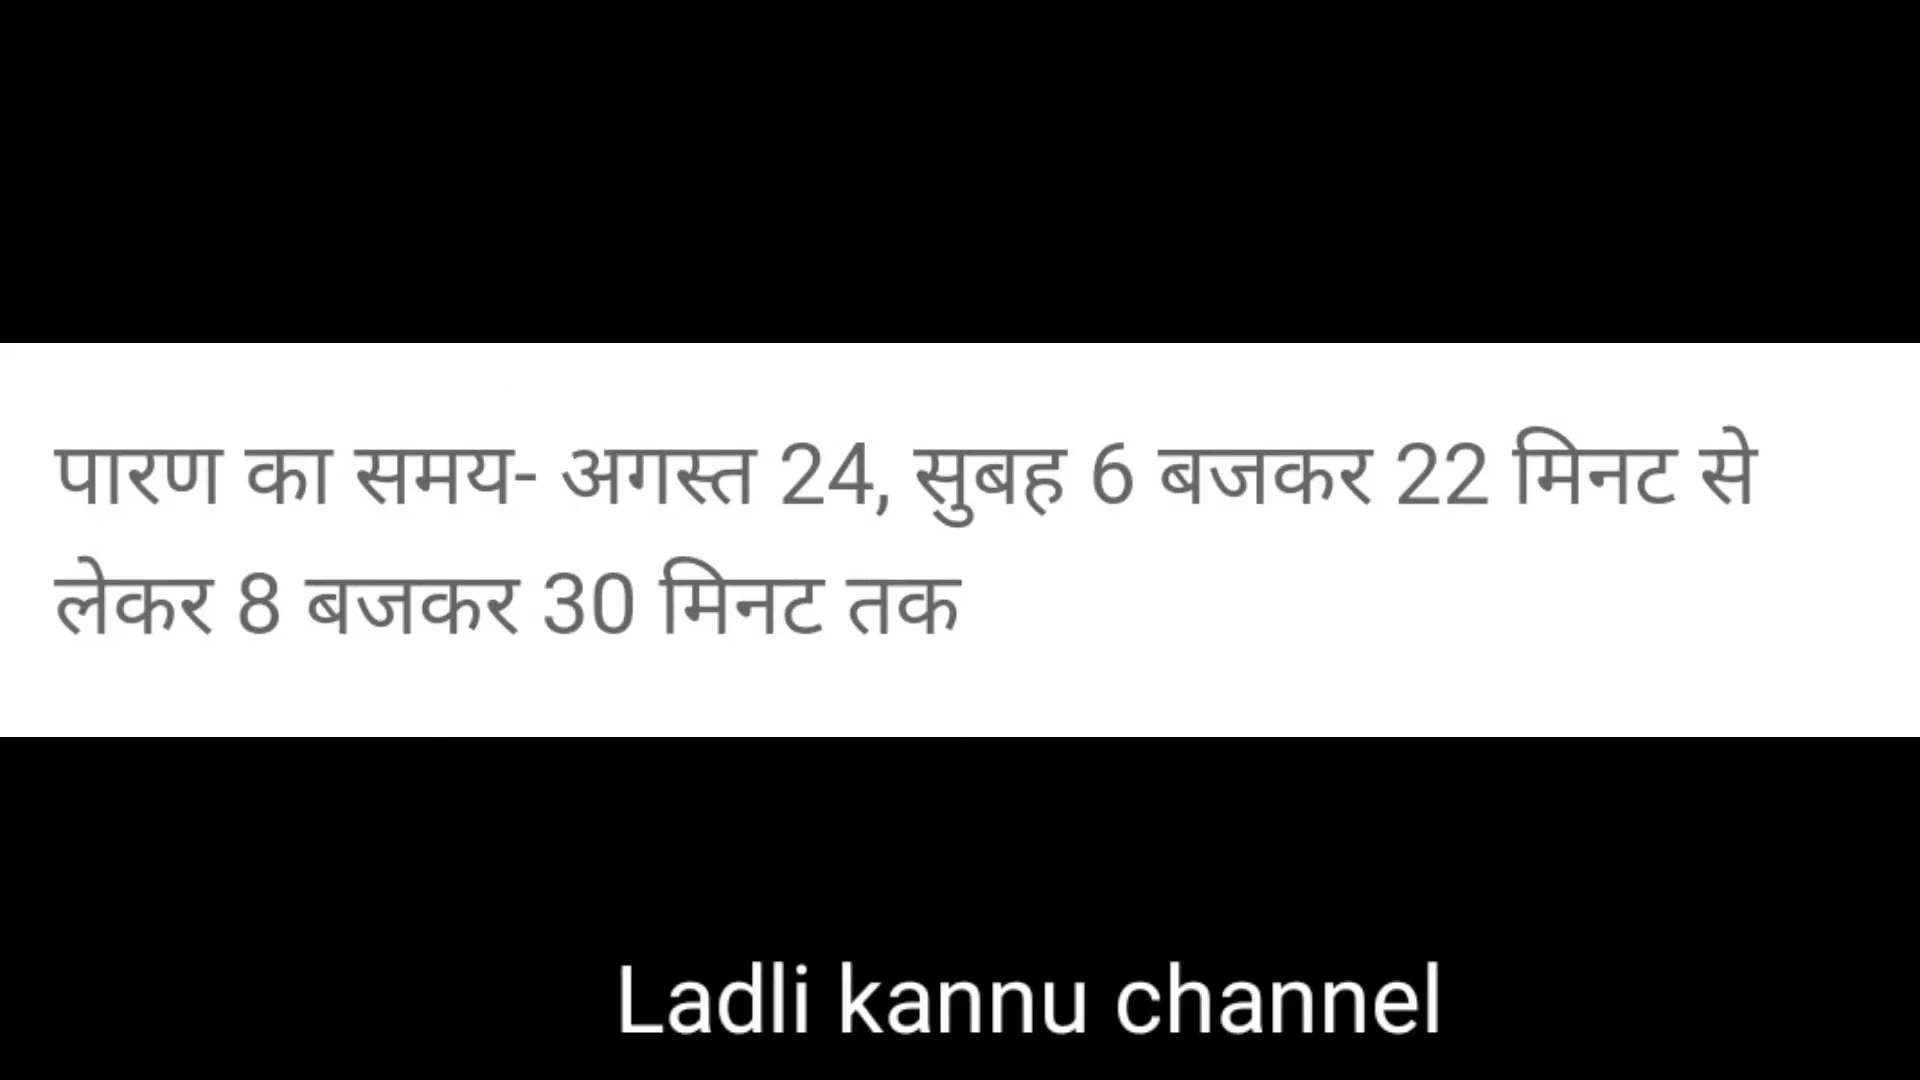 पारण का समय- अगस्त 24, सुबह 6 बजकर 22 मिनट से
लेकर 8 बजकर 30 मिनट तक
Ladli kannu channel